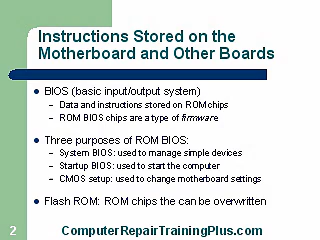 Instructions Stored on the
Motherboard and Other Boards
BIOS (basic input/output system)
– Data and instructions stored on ROM chips
– ROM BIOS chips are a type of firmware
Three purposes of ROM BIOS:
– System BIOS: used to manage simple devices
– Startup BIOS: used to start the computer
– CMOS setup: used to change motherboard settings
Flash ROM: ROM chips the can be overwritten
2
ComputerRepairTrainingPlus.com